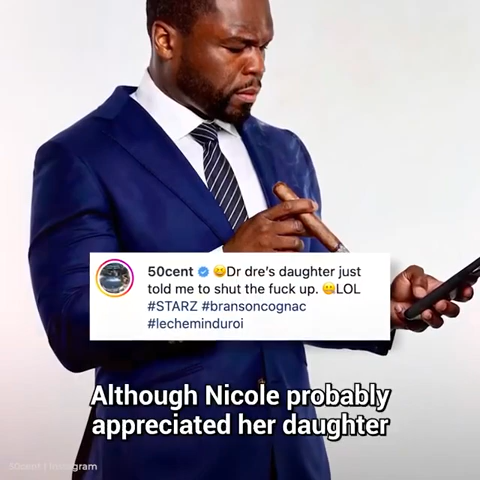 50cent 😀Dr dre's daughter just
told me to shut the fuck up. 🤐LOL
#STARZ #bransoncognac
#lecheminduroi
Although Nicole probably
appreciated her daughter
50cent | Instagram